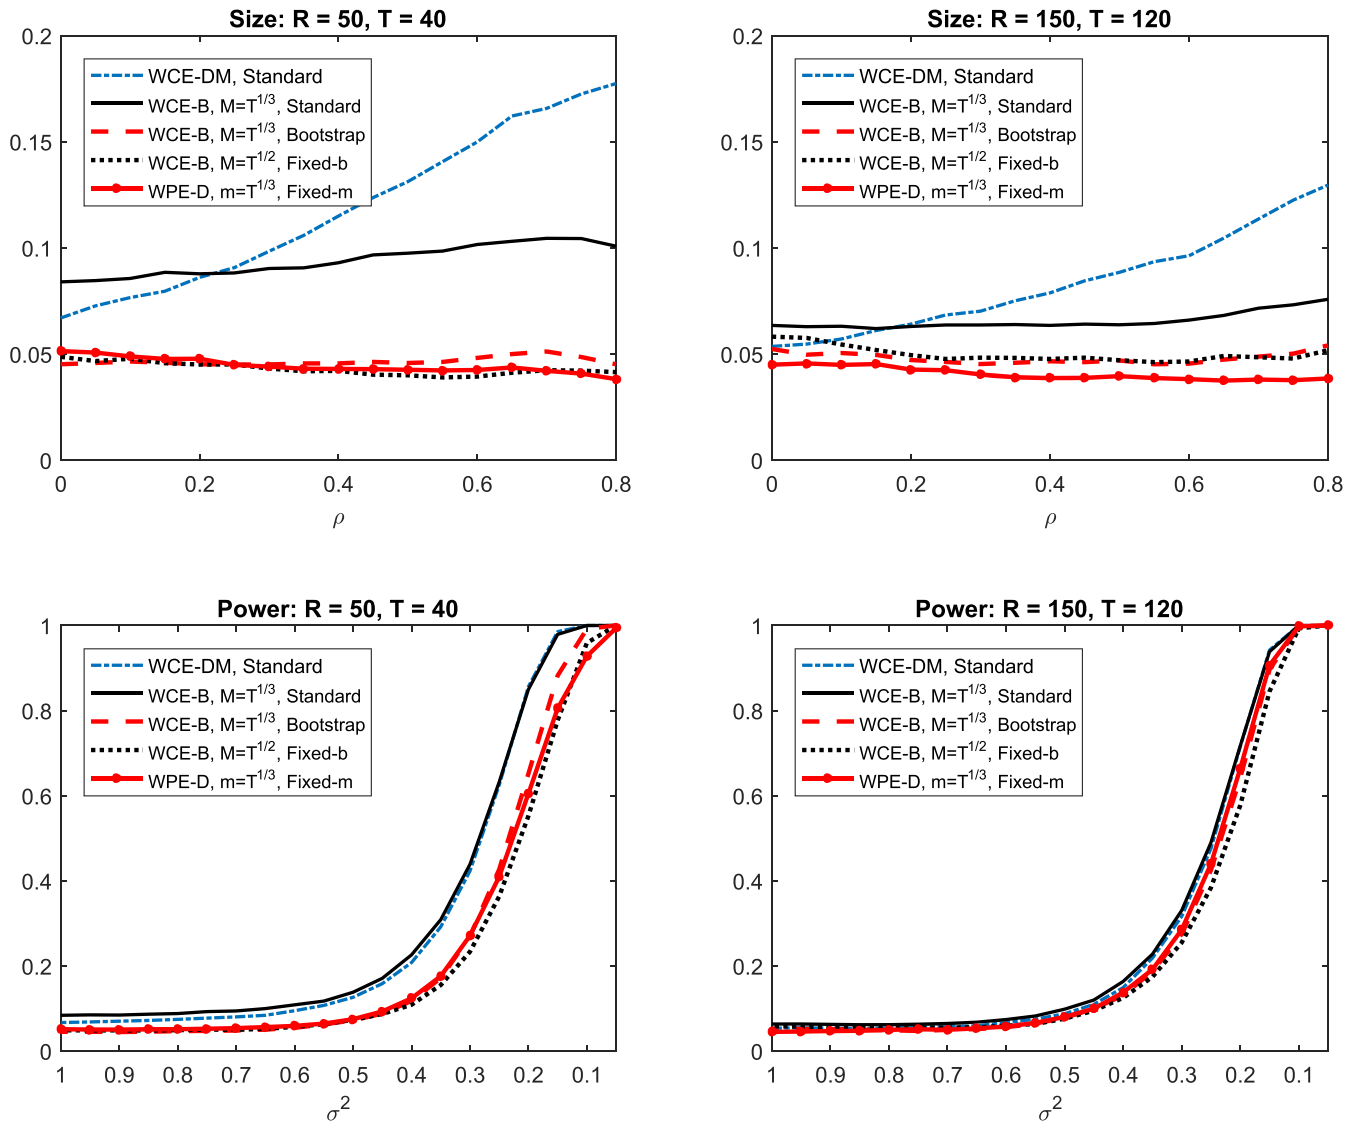 Size: R = 50, T = 40
0.2
0.15
0.1
0.05
0
WCE-DM, Standard
WCE-B, M=T^{1/3}, Standard
WCE-B, M=T^{1/3}, Bootstrap
WCE-B, M=T^{1/2}, Fixed-b
WPE-D, m=T^{1/3}, Fixed-m
0 0.2 0.4 0.6 0.8
ρ
Size: R = 150, T = 120
0.2
0.15
0.1
0.05
0
WCE-DM, Standard
WCE-B, M=T^{1/3}, Standard
WCE-B, M=T^{1/3}, Bootstrap
WCE-B, M=T^{1/2}, Fixed-b
WPE-D, m=T^{1/3}, Fixed-m
0 0.2 0.4 0.6 0.8
ρ
Power: R = 50, T = 40
1
0.8
0.6
0.4
0.2
0
WCE-DM, Standard
WCE-B, M=T^{1/3}, Standard
WCE-B, M=T^{1/3}, Bootstrap
WCE-B, M=T^{1/2}, Fixed-b
WPE-D, m=T^{1/3}, Fixed-m
1 0.9 0.8 0.7 0.6 0.5 0.4 0.3 0.2 0.1
σ²
Power: R = 150, T = 120
1
0.8
0.6
0.4
0.2
0
WCE-DM, Standard
WCE-B, M=T^{1/3}, Standard
WCE-B, M=T^{1/3}, Bootstrap
WCE-B, M=T^{1/2}, Fixed-b
WPE-D, m=T^{1/3}, Fixed-m
1 0.9 0.8 0.7 0.6 0.5 0.4 0.3 0.2 0.1
σ²